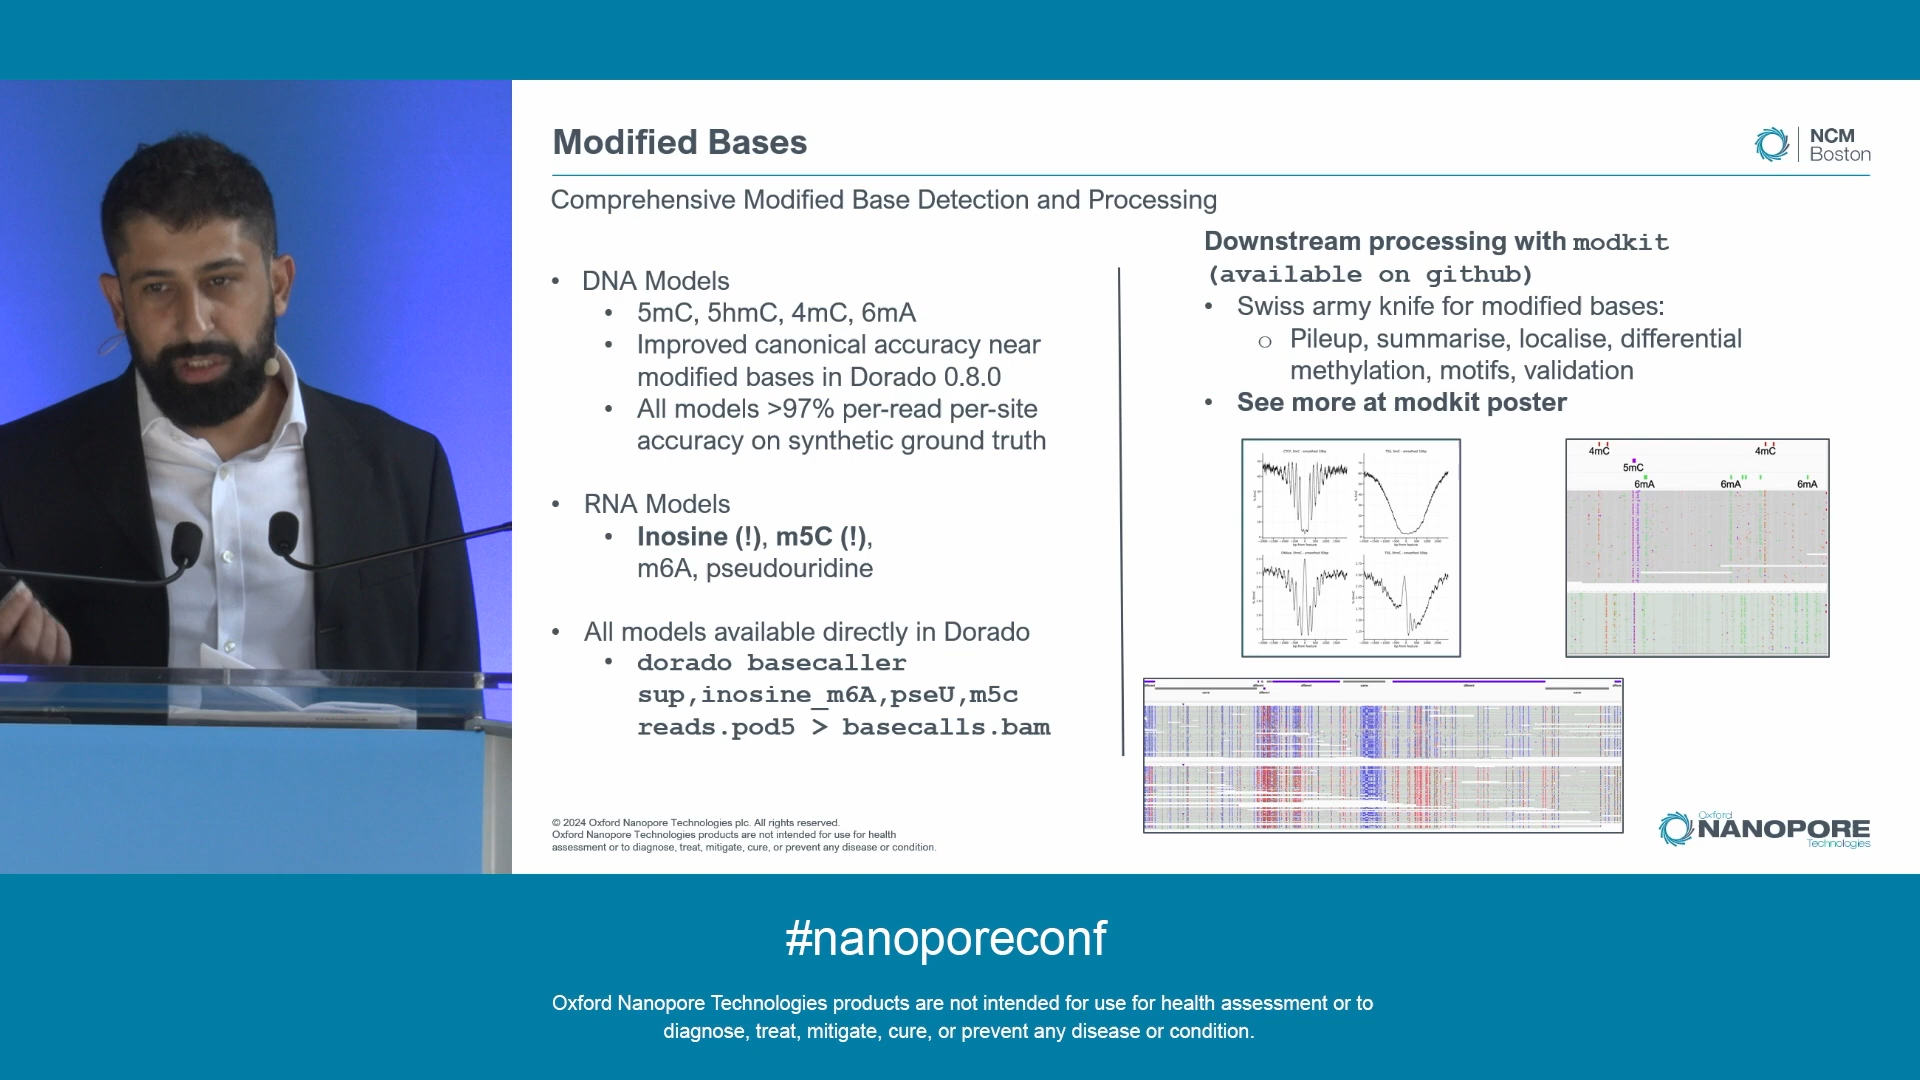 Modified Bases
NCM
Boston
Comprehensive Modified Base Detection and Processing
• DNA Models
• 5mC, 5hmC, 4mC, 6mA
• Improved canonical accuracy near
modified bases in Dorado 0.8.0
• All models >97% per-read per-site
accuracy on synthetic ground truth
• RNA Models
• Inosine (!), m5C (!),
m6A, pseudouridine
• All models available directly in Dorado
• dorado basecaller
sup,inosine_m6A,pseU,m5c
reads.pod5 > basecalls.bam
Downstream processing with modkit
(available on github)
• Swiss army knife for modified bases:
○ Pileup, summarise, localise, differential
methylation, motifs, validation
• See more at modkit poster
4mC 4mC
5mC
6mA 6mA 6mA
© 2024 Oxford Nanopore Technologies plc. All rights reserved.
Oxford Nanopore Technologies products are not intended for use for health
assessment or to diagnose, treat, mitigate, cure, or prevent any disease or condition.
Oxford
NANOPORE
Technologies
#nanoporeconf
Oxford Nanopore Technologies products are not intended for use for health assessment or to
diagnose, treat, mitigate, cure, or prevent any disease or condition.